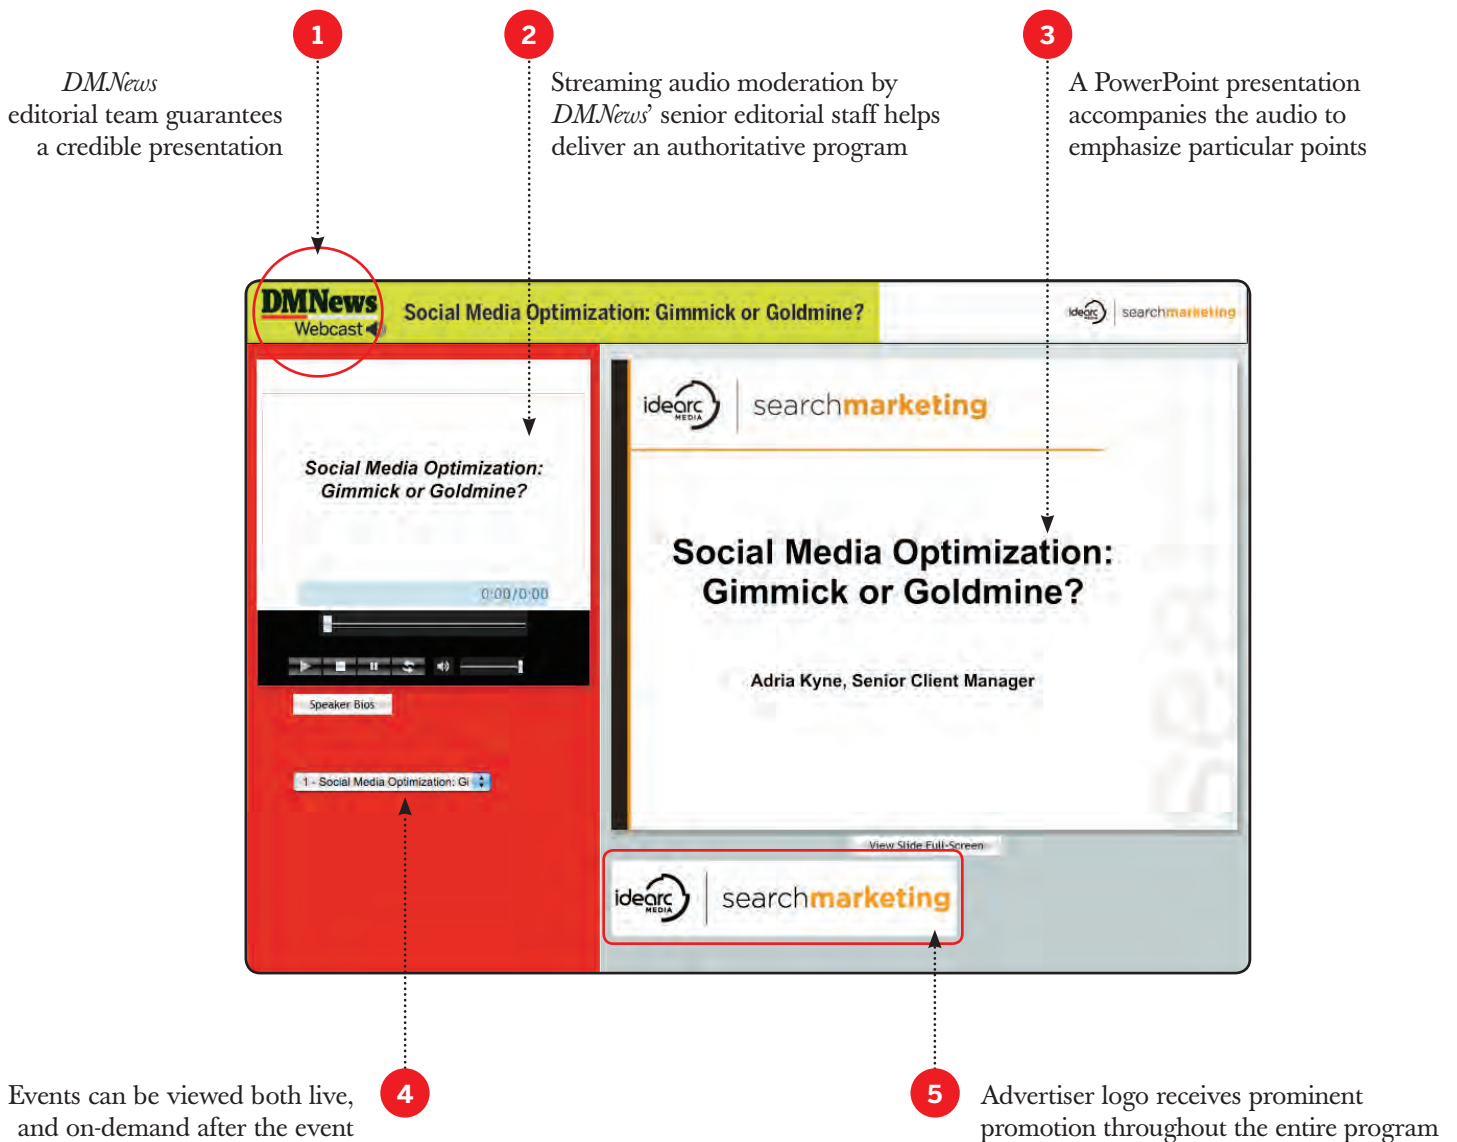 1
DMNews
editorial team guarantees
a credible presentation
2
Streaming audio moderation by
DMNews’ senior editorial staff helps
deliver an authoritative program
3
A PowerPoint presentation
accompanies the audio to
emphasize particular points
DMNews
Webcast
Social Media Optimization: Gimmick or Goldmine?
idearc
MEDIA
searchmarketing
Social Media Optimization:
Gimmick or Goldmine?
0:00/0:00
Speaker Bios
1 - Social Media Optimization: Gi
idearc
MEDIA
searchmarketing
Social Media Optimization:
Gimmick or Goldmine?
Adria Kyne, Senior Client Manager
sea
View Slide Full-Screen
idearc
MEDIA
searchmarketing
4
Events can be viewed both live,
and on-demand after the event
5
Advertiser logo receives prominent
promotion throughout the entire program